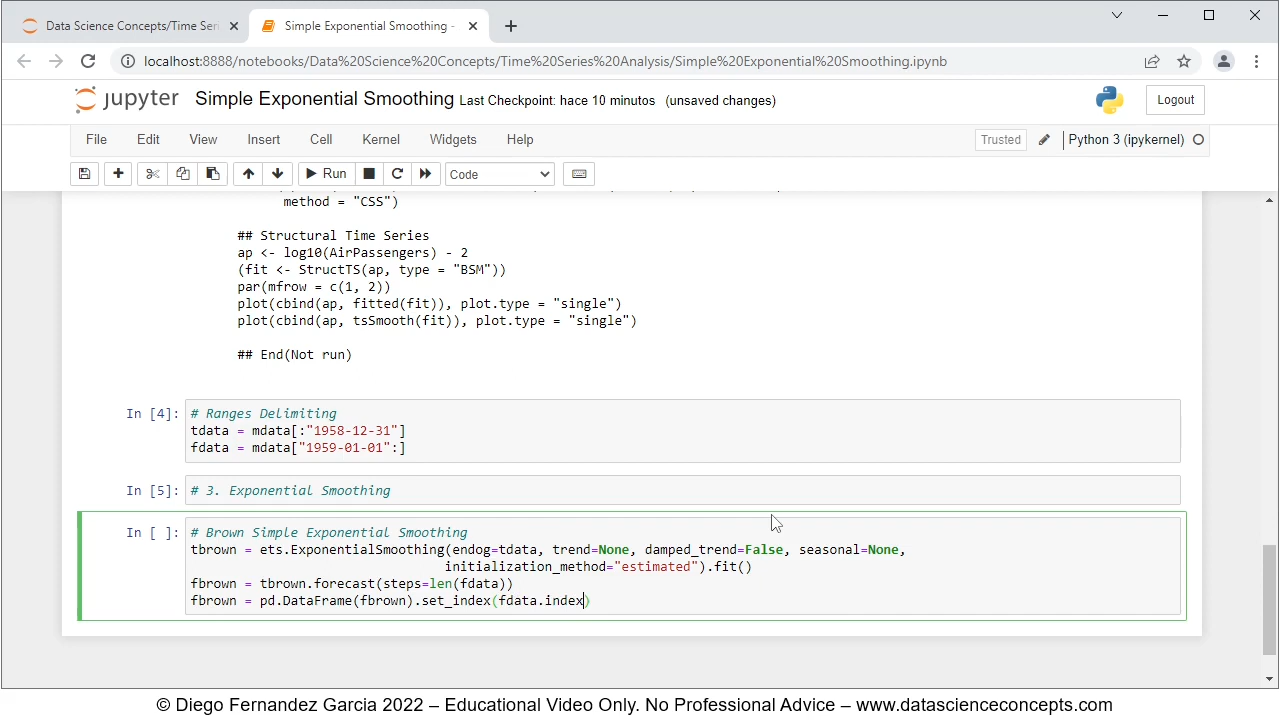 Data Science Concepts/Time Seri
Simple Exponential Smoothing -
localhost:8888/notebooks/Data%20Science%20Concepts/Time%20Series%20Analysis/Simple%20Exponential%20Smoothing.ipynb
jupyter Simple Exponential Smoothing Last Checkpoint: hace 10 minutos (unsaved changes)
Logout
File Edit View Insert Cell Kernel Widgets Help
Trusted Python 3 (ipykernel)
Run Code
method = "CSS")
## Structural Time Series
ap <- log10(AirPassengers) - 2
(fit <- StructTS(ap, type = "BSM"))
par(mfrow = c(1, 2))
plot(cbind(ap, fitted(fit)), plot.type = "single")
plot(cbind(ap, tsSmooth(fit)), plot.type = "single")
## End(Not run)
In [4]: # Ranges Delimiting
tdata = mdata[:"1958-12-31"]
fdata = mdata["1959-01-01":]
In [5]: # 3. Exponential Smoothing
In [ ]: # Brown Simple Exponential Smoothing
tbrown = ets.ExponentialSmoothing(endog=tdata, trend=None, damped_trend=False, seasonal=None,
initialization_method="estimated").fit()
fbrown = tbrown.forecast(steps=len(fdata))
fbrown = pd.DataFrame(fbrown).set_index(fdata.index)
© Diego Fernandez Garcia 2022 – Educational Video Only. No Professional Advice – www.datascienceconcepts.com